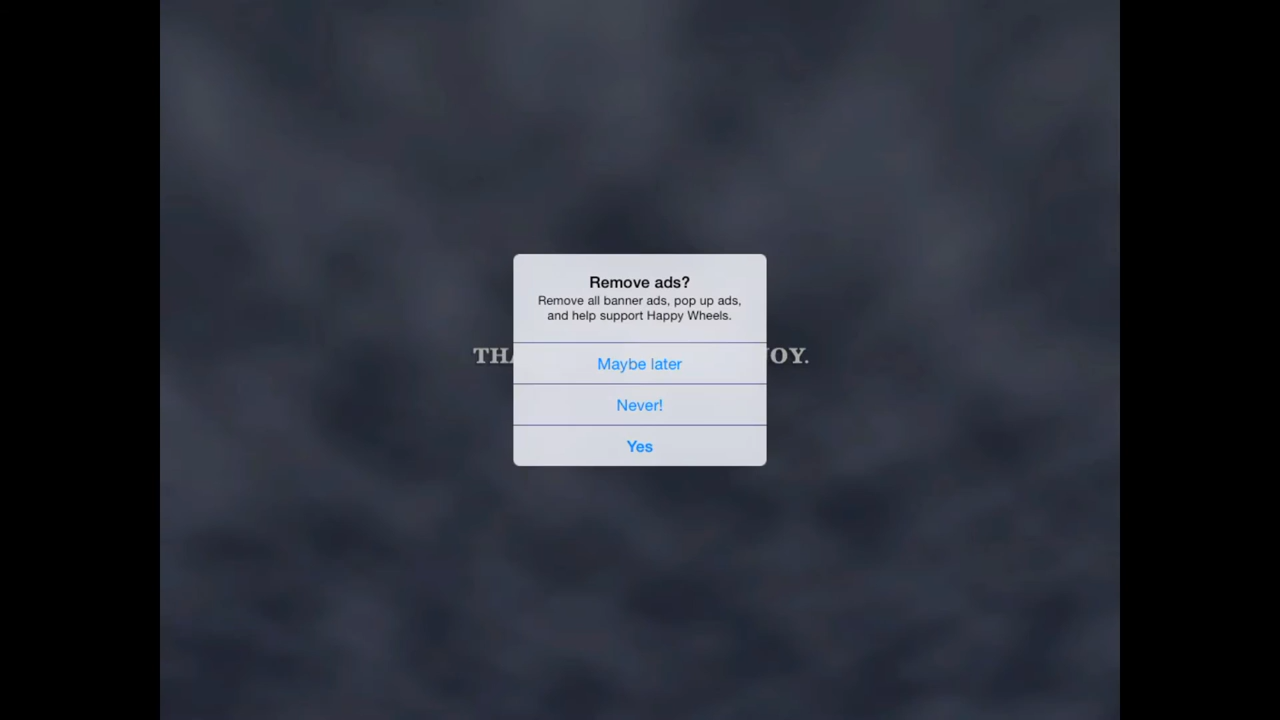 Remove ads?
Remove all banner ads, pop up ads,
and help support Happy Wheels.
Maybe later
Never!
Yes